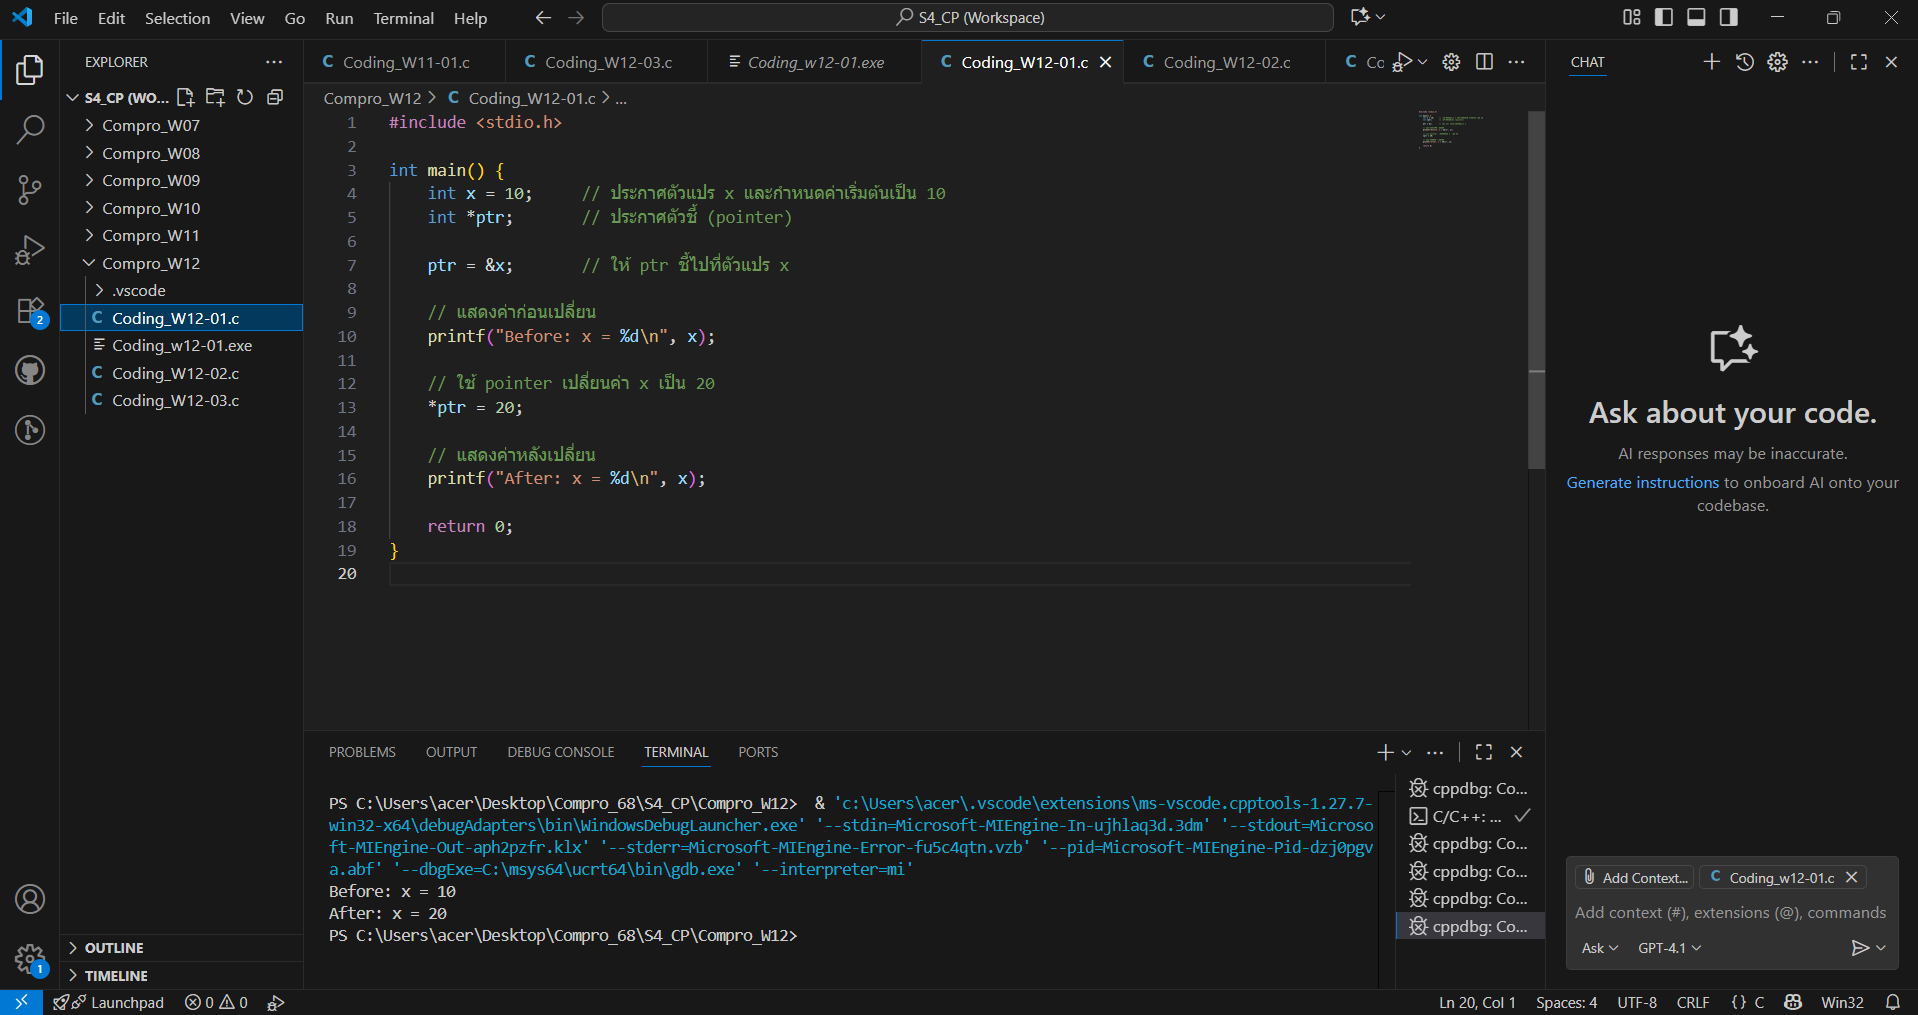 File Edit Selection View Go Run Terminal Help
S4_CP (Workspace)
EXPLORER
S4_CP (WO...
Compro_W07
Compro_W08
Compro_W09
Compro_W10
Compro_W11
Compro_W12
.vscode
Coding_W12-01.c
Coding_w12-01.exe
Coding_W12-02.c
Coding_W12-03.c
OUTLINE
TIMELINE
2
1
Coding_W11-01.c Coding_W12-03.c Coding_w12-01.exe Coding_W12-01.c Coding_W12-02.c Co
Compro_W12 > C Coding_W12-01.c > ...
1 #include <stdio.h>
2
3 int main() {
4 int x = 10; // ประกาศตัวแปร x และกำหนดค่าเริ่มต้นเป็น 10
5 int *ptr; // ประกาศตัวชี้ (pointer)
6
7 ptr = &x; // ให้ ptr ชี้ไปที่ตัวแปร x
8
9 // แสดงค่าก่อนเปลี่ยน
10 printf("Before: x = %d\n", x);
11
12 // ใช้ pointer เปลี่ยนค่า x เป็น 20
13 *ptr = 20;
14
15 // แสดงค่าหลังเปลี่ยน
16 printf("After: x = %d\n", x);
17
18 return 0;
19 }
20
PROBLEMS OUTPUT DEBUG CONSOLE TERMINAL PORTS
PS C:\Users\acer\Desktop\Compro_68\S4_CP\Compro_W12> & 'c:\Users\acer\.vscode\extensions\ms-vscode.cpptools-1.27.7-
win32-x64\debugAdapters\bin\WindowsDebugLauncher.exe' '--stdin=Microsoft-MIEngine-In-ujhlaq3d.3dm' '--stdout=Microso
ft-MIEngine-Out-aph2pzfr.klx' '--stderr=Microsoft-MIEngine-Error-fu5c4qtn.vzb' '--pid=Microsoft-MIEngine-Pid-dzj0pgv
a.abf' '--dbgExe=C:\msys64\ucrt64\bin\gdb.exe' '--interpreter=mi'
Before: x = 10
After: x = 20
PS C:\Users\acer\Desktop\Compro_68\S4_CP\Compro_W12>
cppdbg: Co...
C/C++: ...
cppdbg: Co...
cppdbg: Co...
cppdbg: Co...
cppdbg: Co...
CHAT
Ask about your code.
AI responses may be inaccurate.
Generate instructions to onboard AI onto your
codebase.
Add Context... C Coding_w12-01.c
Add context (#), extensions (@), commands
Ask GPT-4.1
Launchpad 0 0
Ln 20, Col 1 Spaces: 4 UTF-8 CRLF {} C Win32